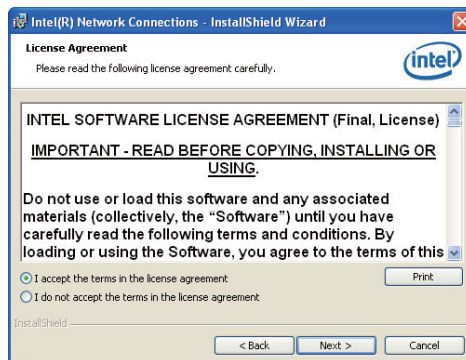 Intel(R) Network Connections - InstallShield Wizard
License Agreement
Please read the following license agreement carefully.
intel
INTEL SOFTWARE LICENSE AGREEMENT (Final, License)
IMPORTANT - READ BEFORE COPYING, INSTALLING OR
USING.
Do not use or load this software and any associated
materials (collectively, the “Software”) until you have
carefully read the following terms and conditions. By
loading or using the Software, you agree to the terms of this
I accept the terms in the license agreement
Print
I do not accept the terms in the license agreement
InstallShield
< Back
Next >
Cancel